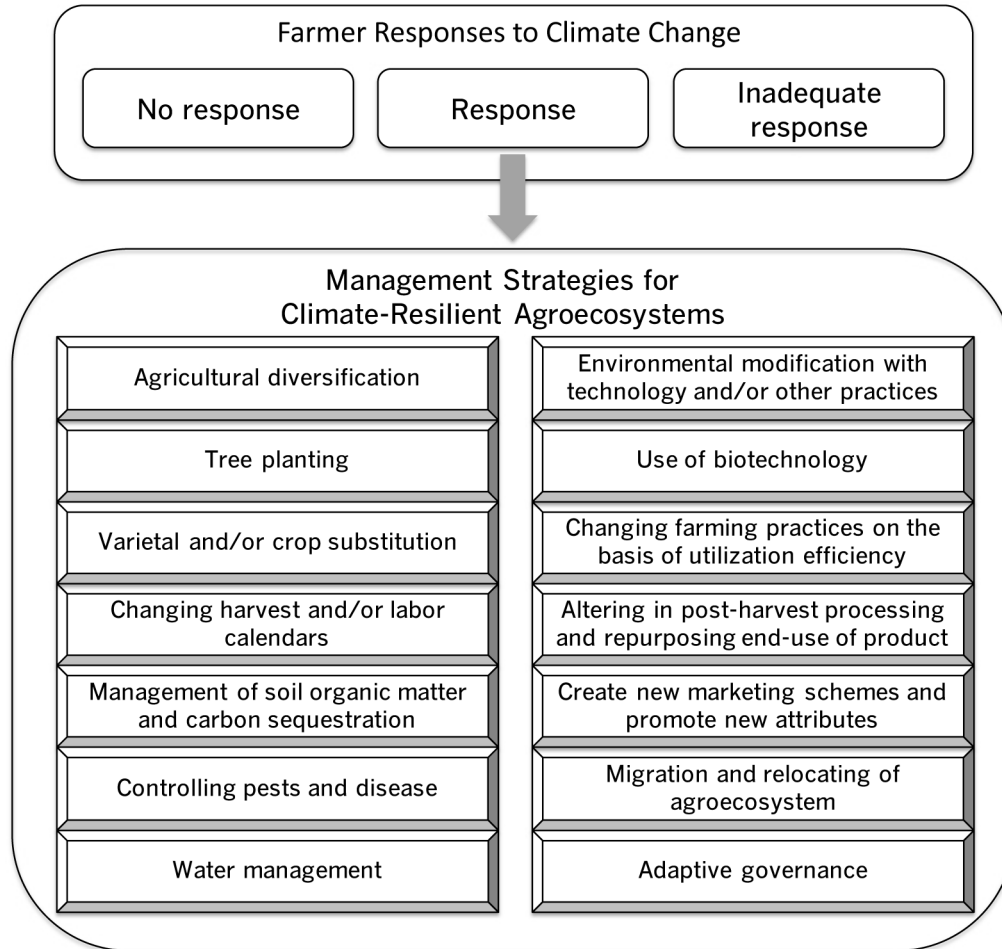 Farmer Responses to Climate Change
No response
Response
Inadequate
response
Management Strategies for
Climate-Resilient Agroecosystems
Agricultural diversification
Tree planting
Varietal and/or crop substitution
Changing harvest and/or labor
calendars
Management of soil organic matter
and carbon sequestration
Controlling pests and disease
Water management
Environmental modification with
technology and/or other practices
Use of biotechnology
Changing farming practices on the
basis of utilization efficiency
Altering in post-harvest processing
and repurposing end-use of product
Create new marketing schemes and
promote new attributes
Migration and relocating of
agroecosystem
Adaptive governance